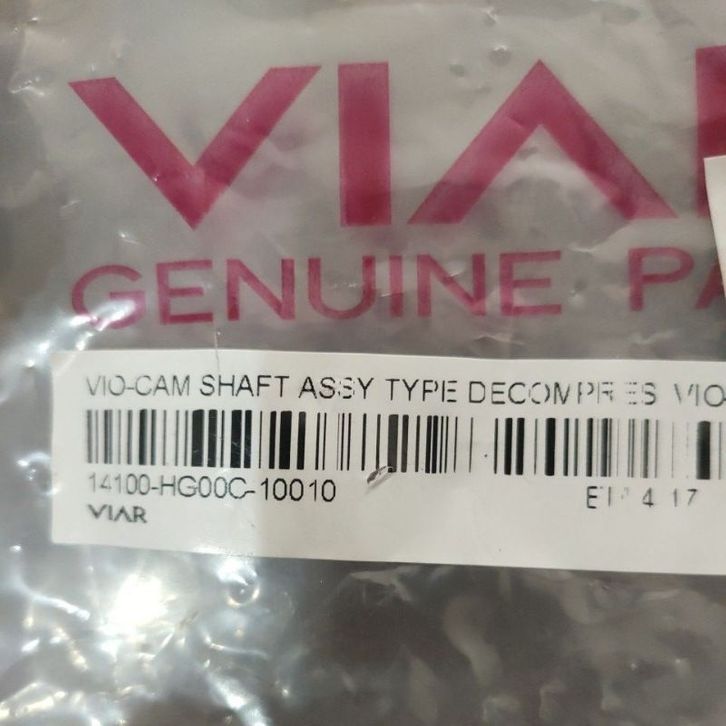 VIAR
GENUINE PA
VIO-CAM SHAFT ASSY TYPE DECOMPRES VIO-
14100-HG00C-10010
VIAR